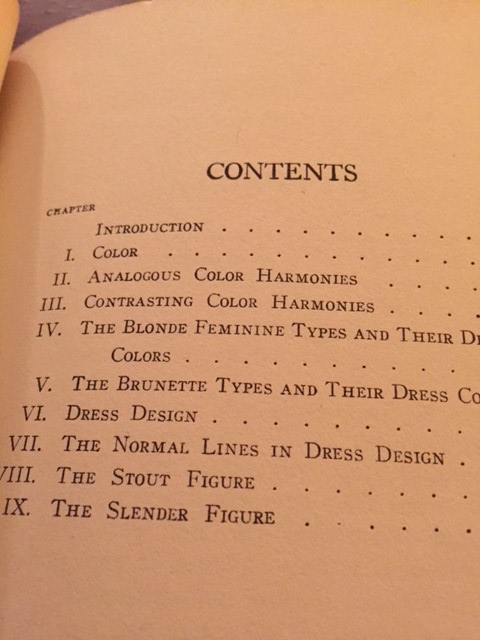 CONTENTS
CHAPTER
INTRODUCTION . . . . . . . . . .
I. COLOR . . . . . . . . . . .
II. ANALOGOUS COLOR HARMONIES . . . .
III. CONTRASTING COLOR HARMONIES . . . .
IV. THE BLONDE FEMININE TYPES AND THEIR
COLORS . . . . . . . . . .
V. THE BRUNETTE TYPES AND THEIR DRESS
VI. DRESS DESIGN . . . . . . . . .
VII. THE NORMAL LINES IN DRESS DESIGN .
VIII. THE STOUT FIGURE . . . . . . .
IX. THE SLENDER FIGURE . . . . . .